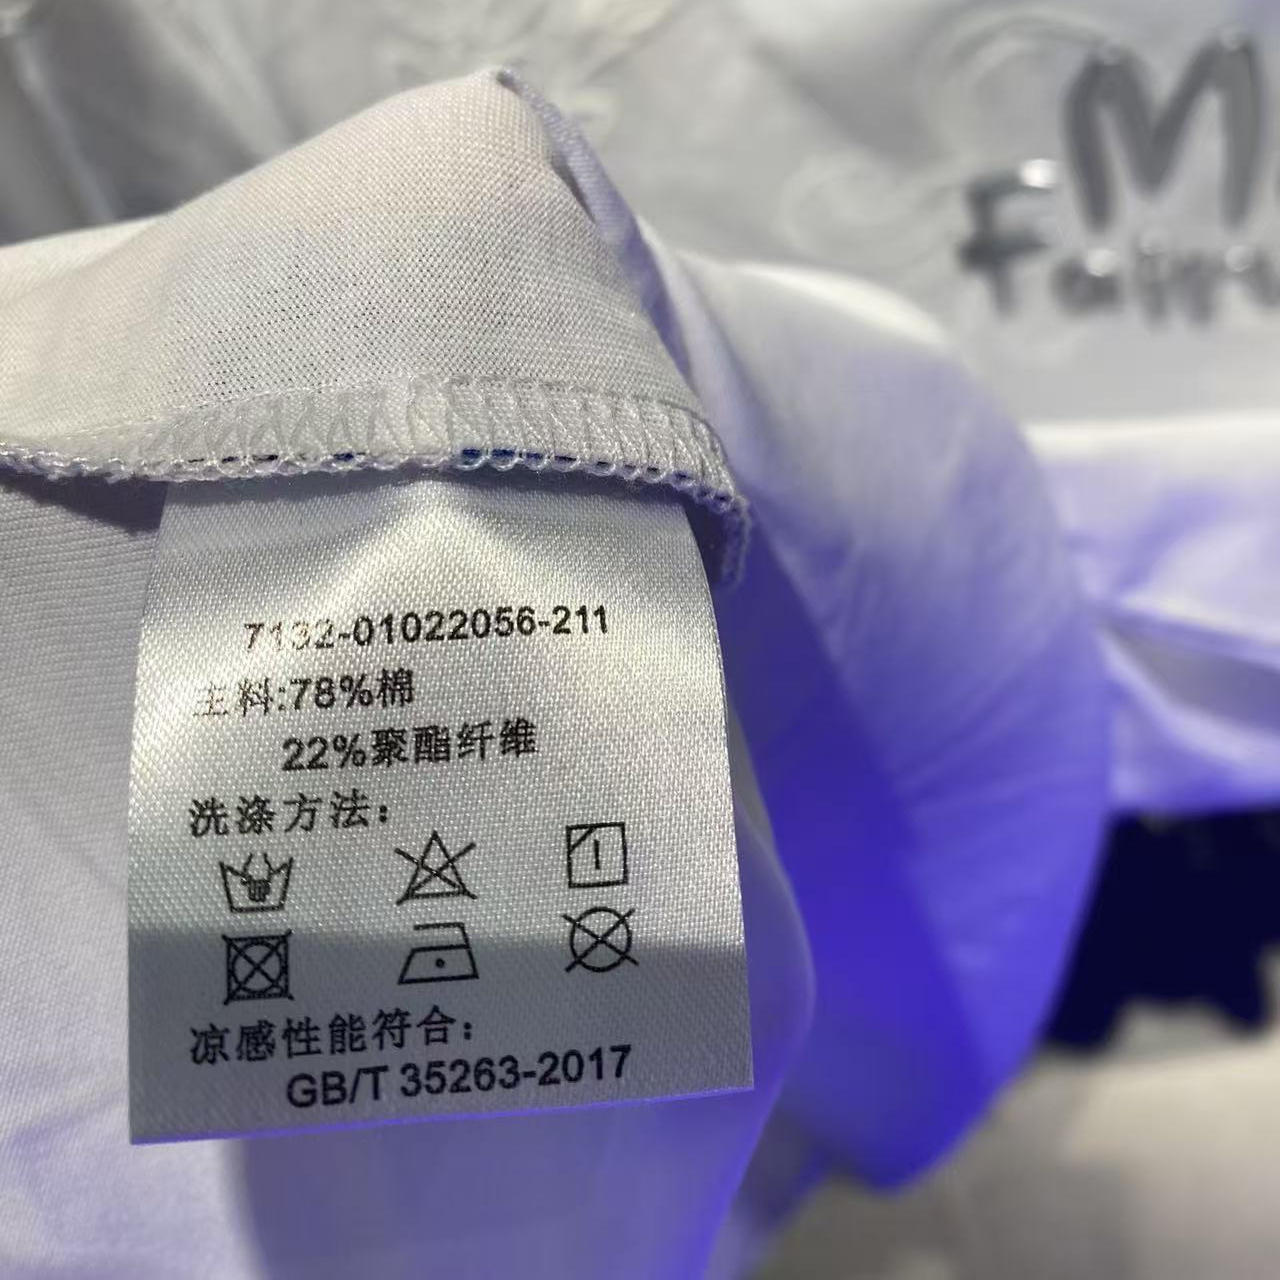 7132-01022056-211
主料:78%棉
22%聚酯纤维
洗涤方法：
凉感性能符合：
GB/T 35263-2017